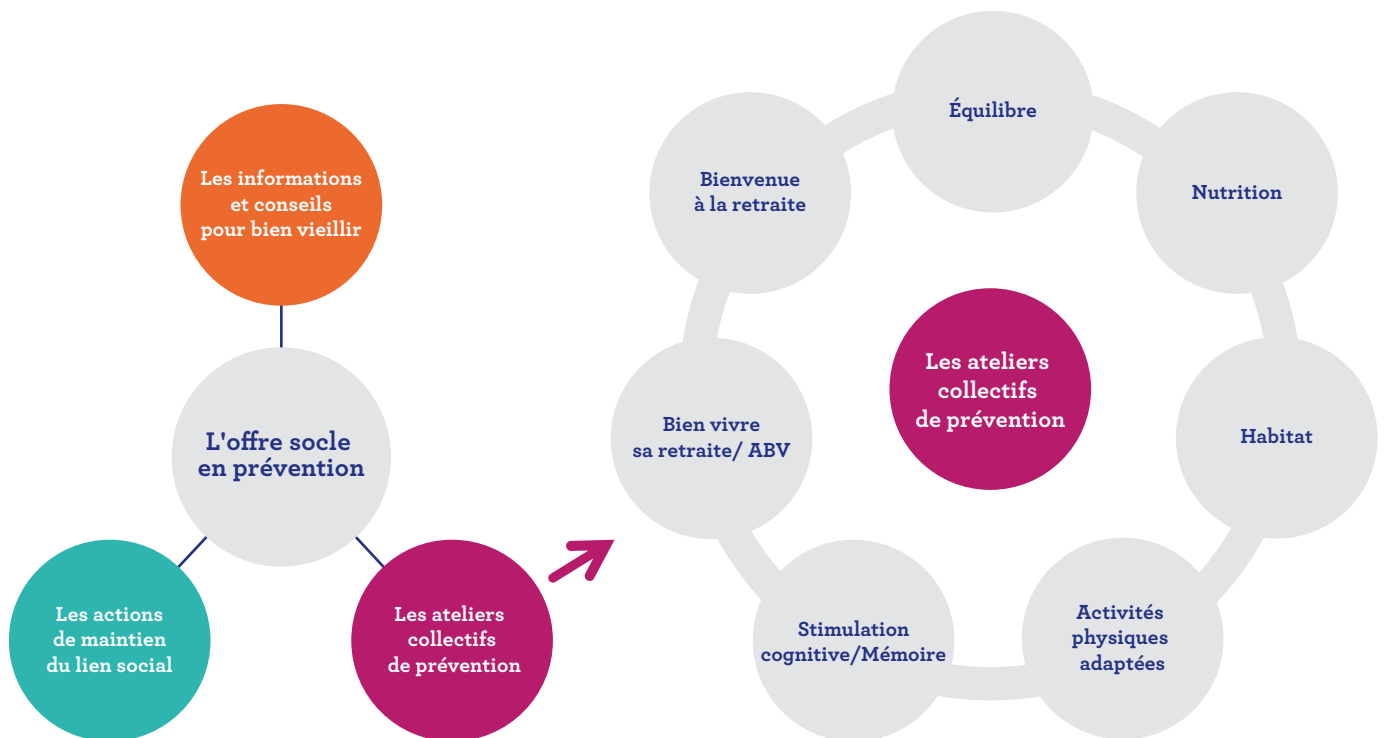 Les informations
et conseils
pour bien vieillir
L'offre socle
en prévention
Les actions
de maintien
du lien social
Les ateliers
collectifs
de prévention
Équilibre
Bienvenue
à la retraite
Nutrition
Les ateliers
collectifs
de prévention
Bien vivre
sa retraite/ ABV
Habitat
Stimulation
cognitive/Mémoire
Activités
physiques
adaptées